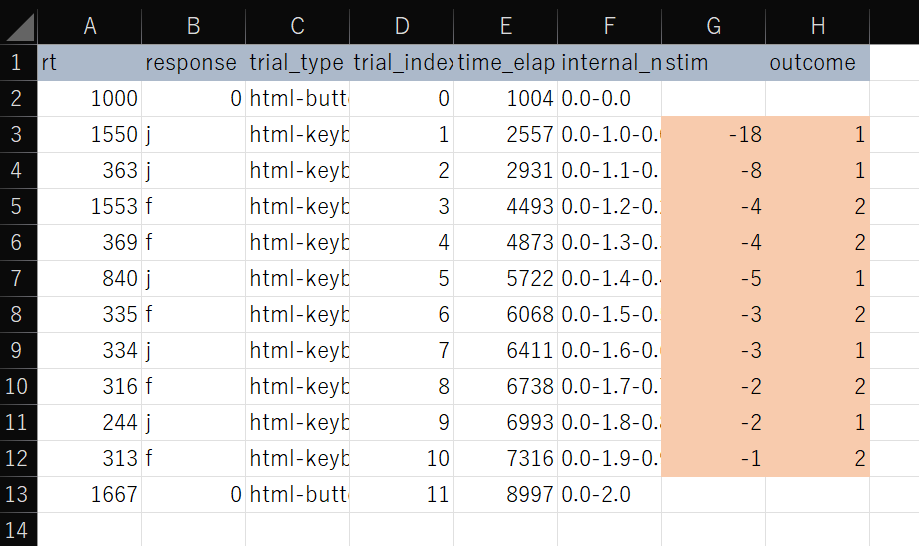 A B C D E F G H
1 rt response trial_type trial_index time_elap internal_n stim outcome
2 1000 0 html-butt 0 1004 0.0-0.0
3 1550 j html-keyb 1 2557 0.0-1.0-0. -18 1
4 363 j html-keyb 2 2931 0.0-1.1-0. -8 1
5 1553 f html-keyb 3 4493 0.0-1.2-0. -4 2
6 369 f html-keyb 4 4873 0.0-1.3-0. -4 2
7 840 j html-keyb 5 5722 0.0-1.4-0. -5 1
8 335 f html-keyb 6 6068 0.0-1.5-0. -3 2
9 334 j html-keyb 7 6411 0.0-1.6-0. -3 1
10 316 f html-keyb 8 6738 0.0-1.7-0. -2 2
11 244 j html-keyb 9 6993 0.0-1.8-0. -2 1
12 313 f html-keyb 10 7316 0.0-1.9-0. -1 2
13 1667 0 html-butt 11 8997 0.0-2.0
14